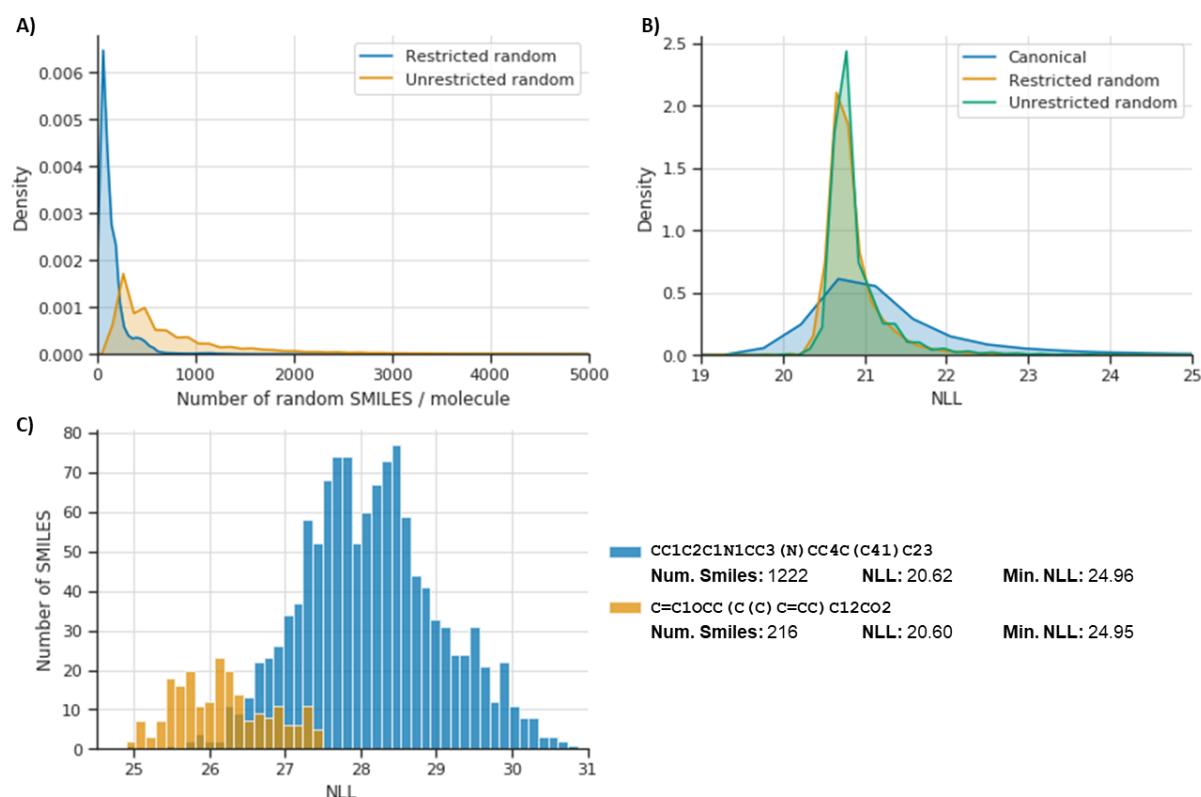 A)
Restricted random
Unrestricted random
0.006
0.005
0.004
0.003
0.002
0.001
0.000
Density
0 1000 2000 3000 4000 5000
Number of random SMILES / molecule
B)
Canonical
Restricted random
Unrestricted random
2.5
2.0
1.5
1.0
0.5
0.0
Density
19 20 21 22 23 24 25
NLL
C)
80
70
60
50
40
30
20
10
0
Number of SMILES
25 26 27 28 29 30 31
NLL
CC1C2C1N1CC3(N)CC4C(C41)C23
Num. Smiles: 1222 NLL: 20.62 Min. NLL: 24.96
C=C1OCC(C(C)C=CC)C12CO2
Num. Smiles: 216 NLL: 20.60 Min. NLL: 24.95